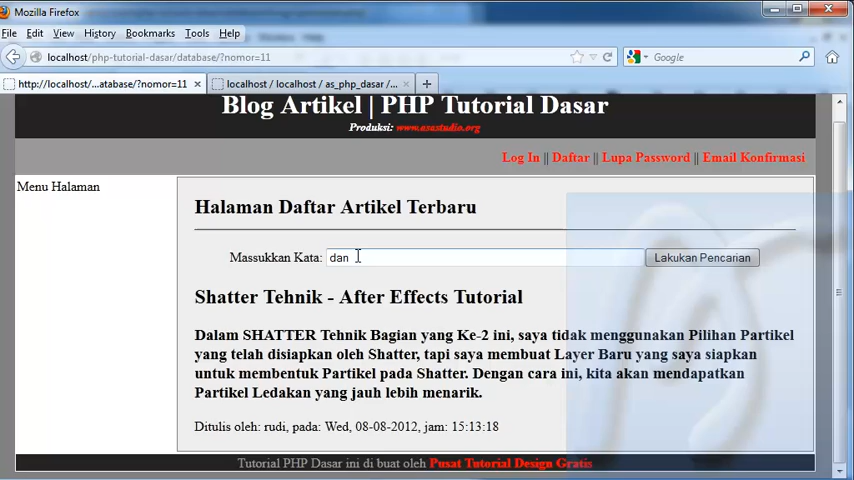 Mozilla Firefox
File Edit View History Bookmarks Tools Help
localhost/php-tutorial-dasar/database/?nomor=11
Google
http://localhost/...atabase/?nomor=11
localhost / localhost / as_php_dasar /...
Blog Artikel | PHP Tutorial Dasar
Produksi: www.asastudio.org
Log In || Daftar || Lupa Password || Email Konfirmasi
Menu Halaman
Halaman Daftar Artikel Terbaru
Massukkan Kata: dan Lakukan Pencarian
Shatter Tehnik - After Effects Tutorial
Dalam SHATTER Tehnik Bagian yang Ke-2 ini, saya tidak menggunakan Pilihan Partikel
yang telah disiapkan oleh Shatter, tapi saya membuat Layer Baru yang saya siapkan
untuk membentuk Partikel pada Shatter. Dengan cara ini, kita akan mendapatkan
Partikel Ledakan yang jauh lebih menarik.
Ditulis oleh: rudi, pada: Wed, 08-08-2012, jam: 15:13:18
Tutorial PHP Dasar ini di buat oleh Pusat Tutorial Design Gratis